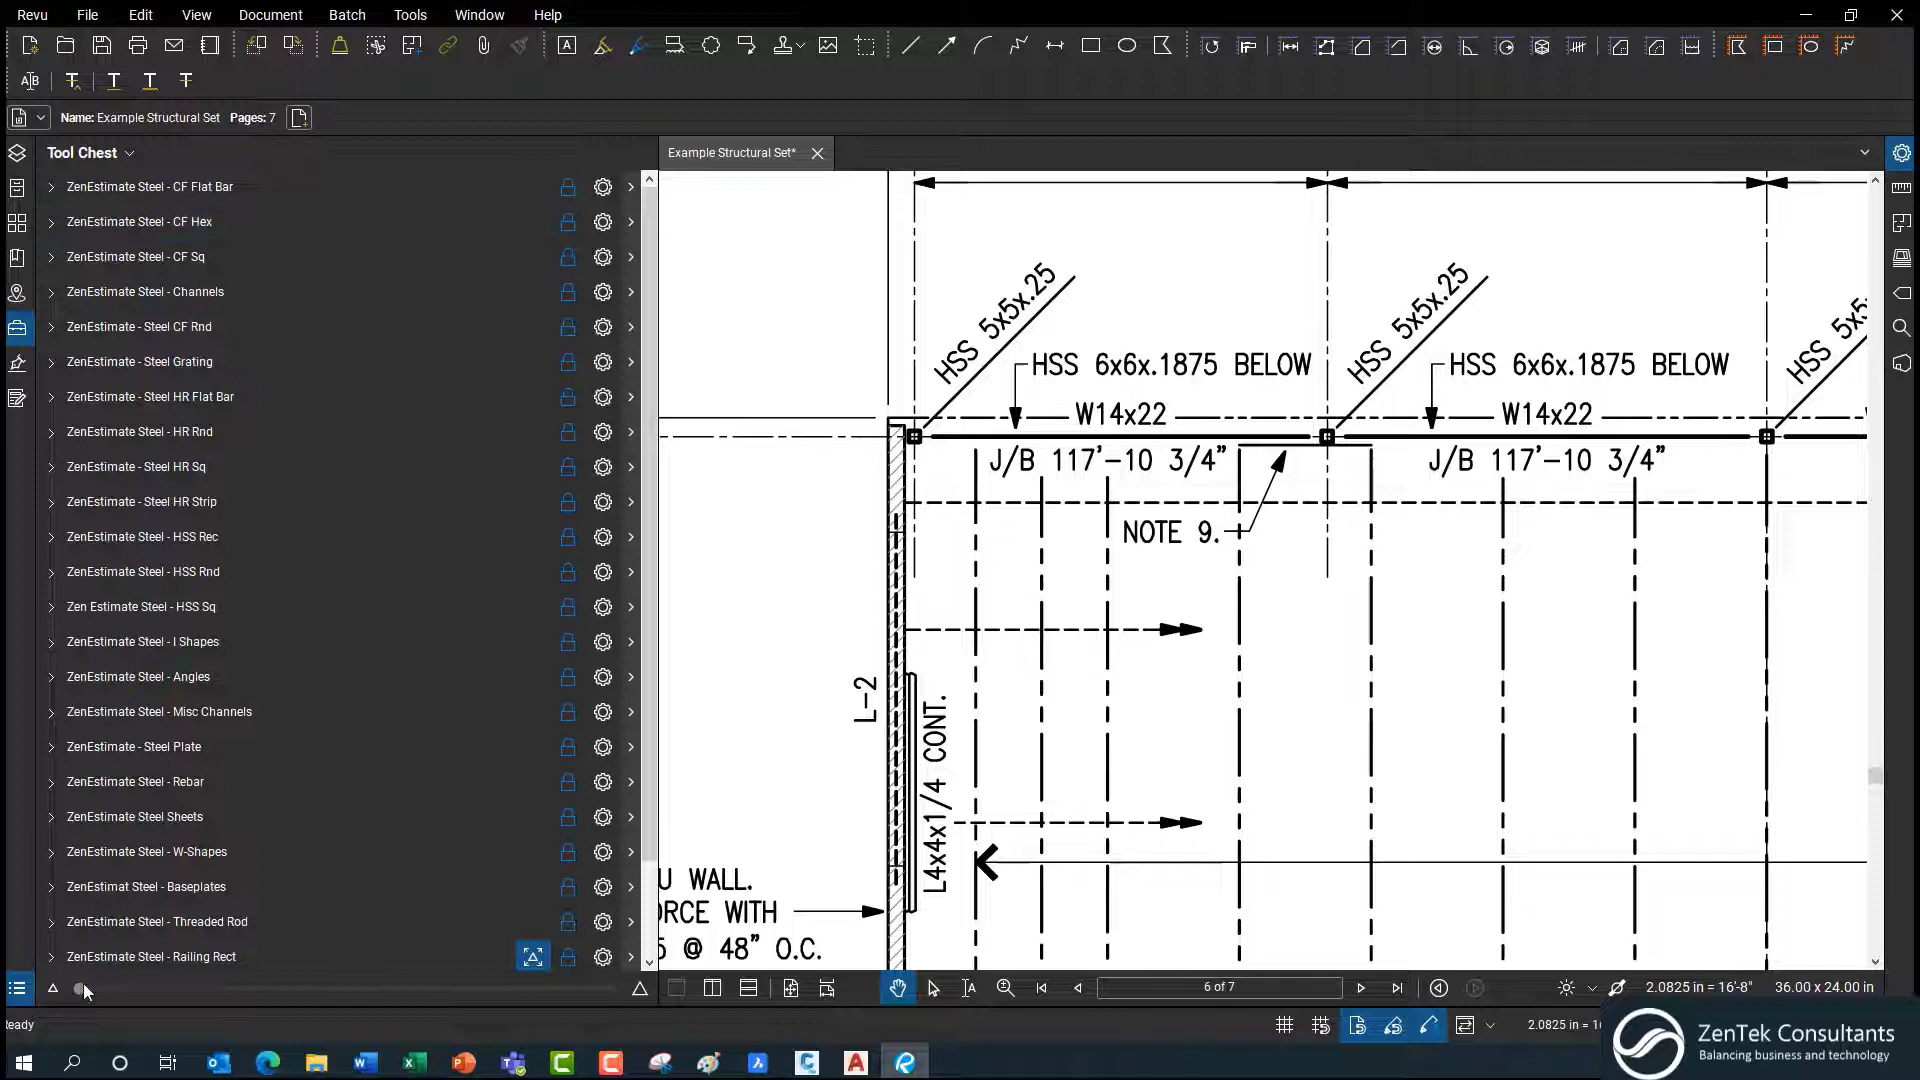 Revu File Edit View Document Batch Tools Window Help
Name: Example Structural Set Pages: 7
Tool Chest
Example Structural Set*
ZenEstimate Steel - CF Flat Bar
ZenEstimate Steel - CF Hex
ZenEstimate Steel - CF Sq
ZenEstimate Steel - Channels
ZenEstimate - Steel CF Rnd
ZenEstimate - Steel Grating
ZenEstimate - Steel HR Flat Bar
ZenEstimate - HR Rnd
ZenEstimate - Steel HR Sq
ZenEstimate - Steel HR Strip
ZenEstimate Steel - HSS Rec
ZenEstimate Steel - HSS Rnd
Zen Estimate Steel - HSS Sq
ZenEstimate Steel - I Shapes
ZenEstimate Steel - Angles
ZenEstimate Steel - Misc Channels
ZenEstimate - Steel Plate
ZenEstimate Steel - Rebar
ZenEstimate Steel Sheets
ZenEstimate Steel - W-Shapes
ZenEstimat Steel - Baseplates
ZenEstimate Steel - Threaded Rod
ZenEstimate Steel - Railing Rect
HSS 5x5x.25
HSS 5x5x.25
HSS 5x5
HSS 6x6x.1875 BELOW
HSS 6x6x.1875 BELOW
W14x22
W14x22
J/B 117'-10 3/4"
J/B 117'-10 3/4"
NOTE 9.
L-2
L4x4x1/4 CONT.
U WALL.
ORCE WITH
5 @ 48" O.C.
6 of 7
2.0825 in = 16'-8" 36.00 x 24.00 in
eady
2.0825 in = 1
ZenTek Consultants
Balancing business and technology